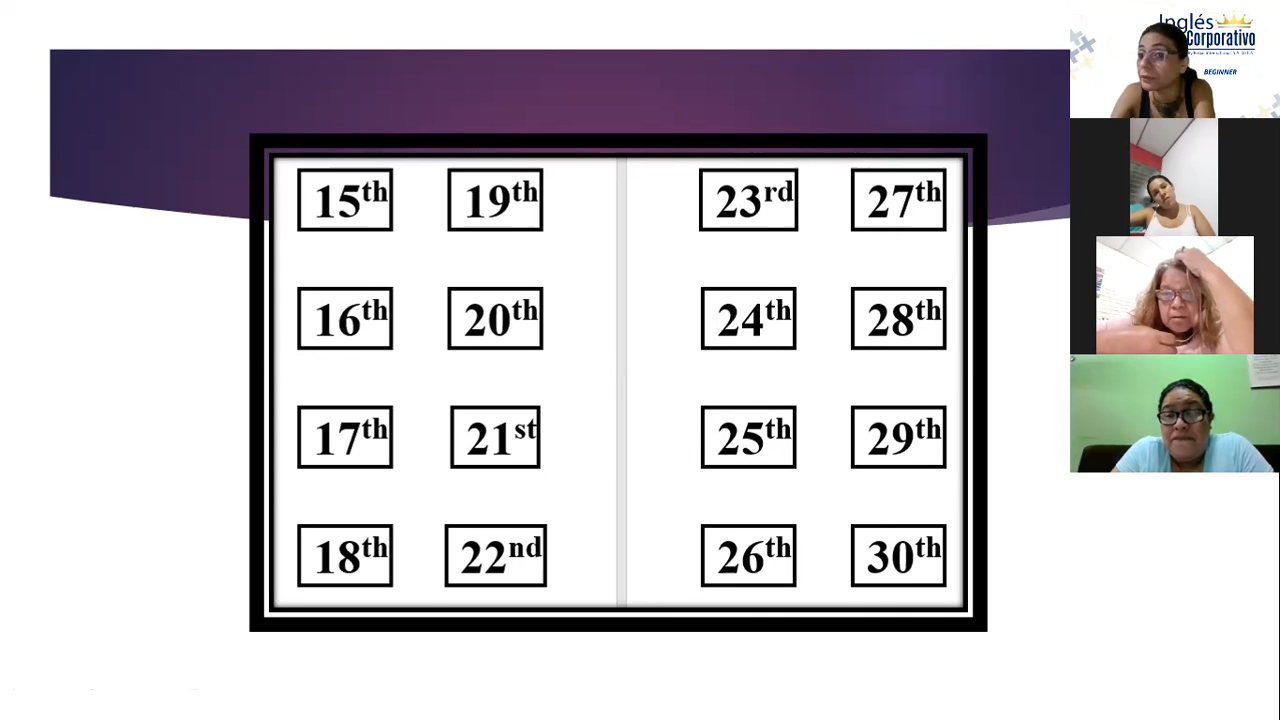 15th 19th 23rd 27th
16th 20th 24th 28th
17th 21st 25th 29th
18th 22nd 26th 30th
Inglés
Corporativo
BEGINNER